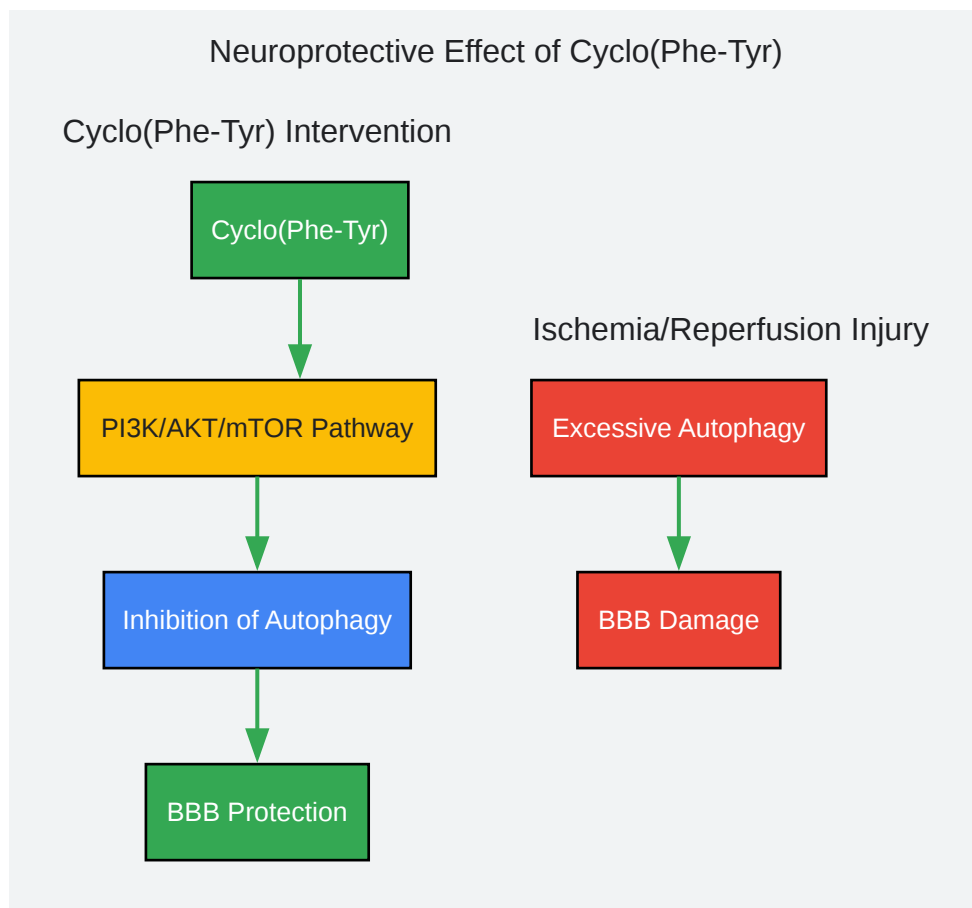 Neuroprotective Effect of Cyclo(Phe-Tyr)
Cyclo(Phe-Tyr) Intervention
Cyclo(Phe-Tyr)
PI3K/AKT/mTOR Pathway
Inhibition of Autophagy
BBB Protection
Ischemia/Reperfusion Injury
Excessive Autophagy
BBB Damage